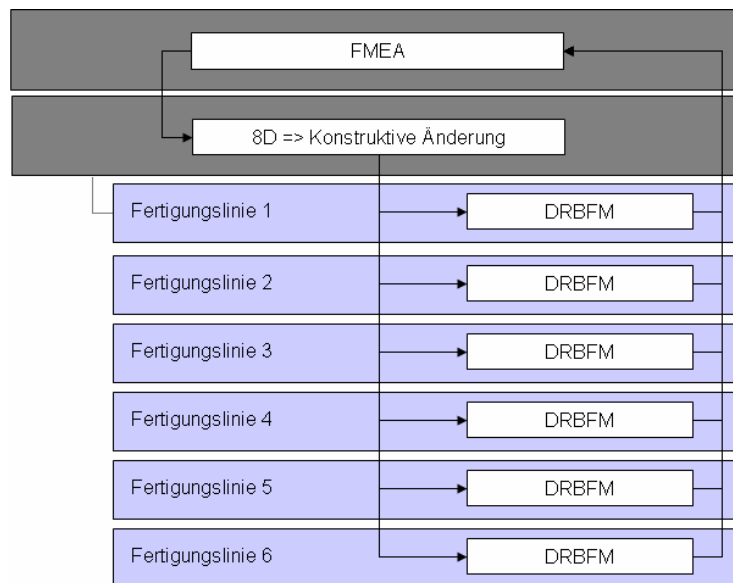 FMEA
8D => Konstruktive Änderung
Fertigungslinie 1 DRBFM
Fertigungslinie 2 DRBFM
Fertigungslinie 3 DRBFM
Fertigungslinie 4 DRBFM
Fertigungslinie 5 DRBFM
Fertigungslinie 6 DRBFM